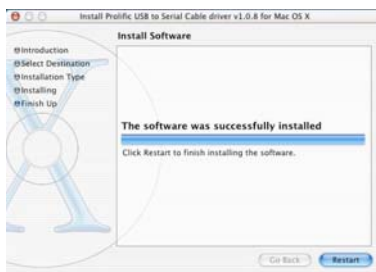 Install Prolific USB to Serial Cable driver v1.0.8 for Mac OS X
Install Software
Introduction
Select Destination
Installation Type
Installing
Finish Up
The software was successfully installed
Click Restart to finish installing the software.
Go Back
Restart